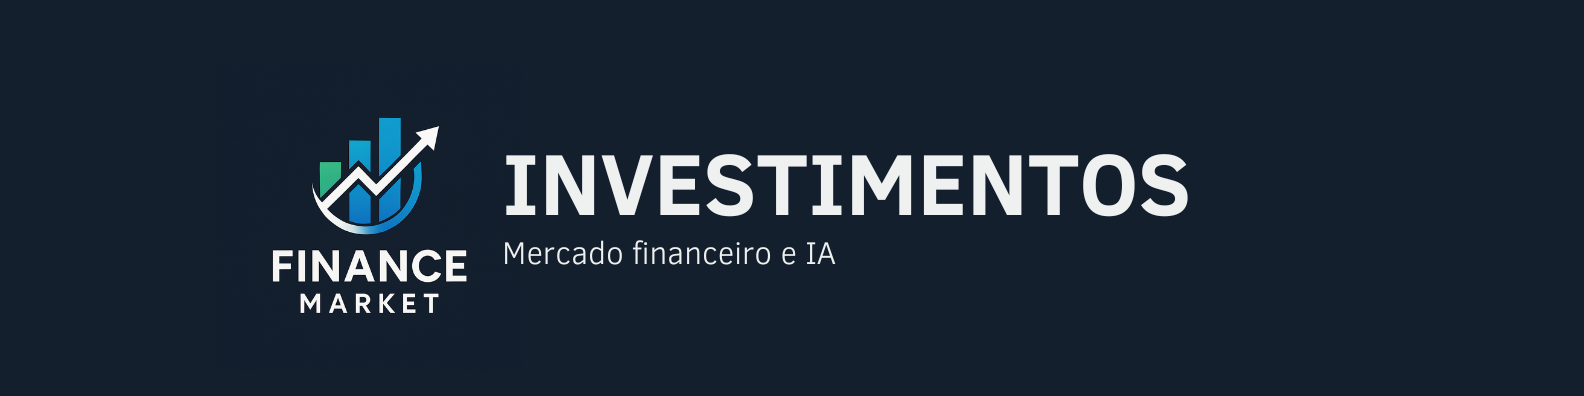 FINANCE
MARKET
INVESTIMENTOS
Mercado financeiro e IA